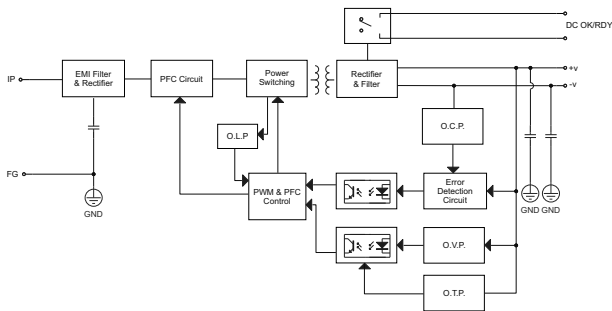 DC OK/RDY
EMI Filter
& Rectifier
PFC Circuit
Power
Switching
Rectifier
& Filter
+v
-v
IP
O.L.P
O.C.P.
FG
GND
PWM & PFC
Control
Error
Detection
Circuit
GND GND
O.V.P.
O.T.P.